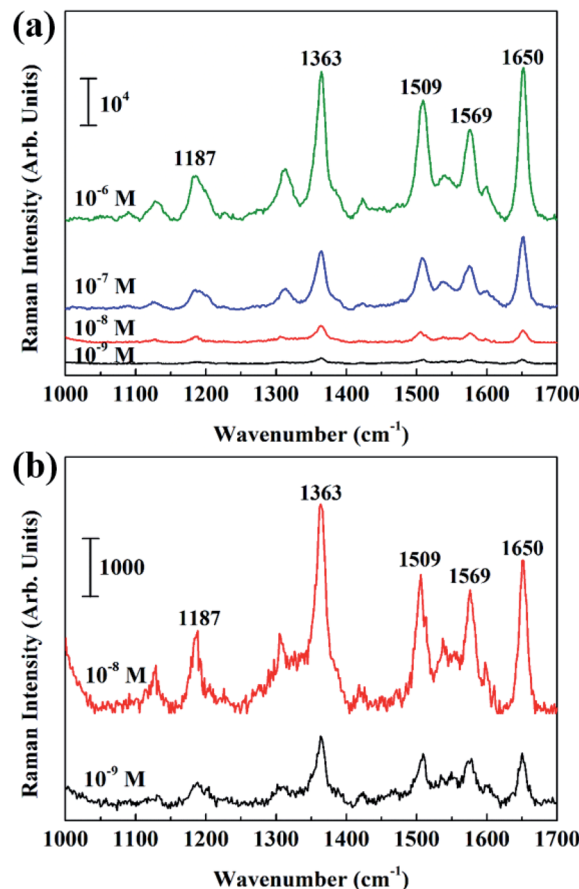 (a)
Raman Intensity (Arb. Units)
10⁴
1187
1363
1509
1569
1650
10⁻⁶ M
10⁻⁷ M
10⁻⁸ M
10⁻⁹ M
1000 1100 1200 1300 1400 1500 1600 1700
Wavenumber (cm⁻¹)
(b)
Raman Intensity (Arb. Units)
1000
1187
1363
1509
1569
1650
10⁻⁸ M
10⁻⁹ M
1000 1100 1200 1300 1400 1500 1600 1700
Wavenumber (cm⁻¹)